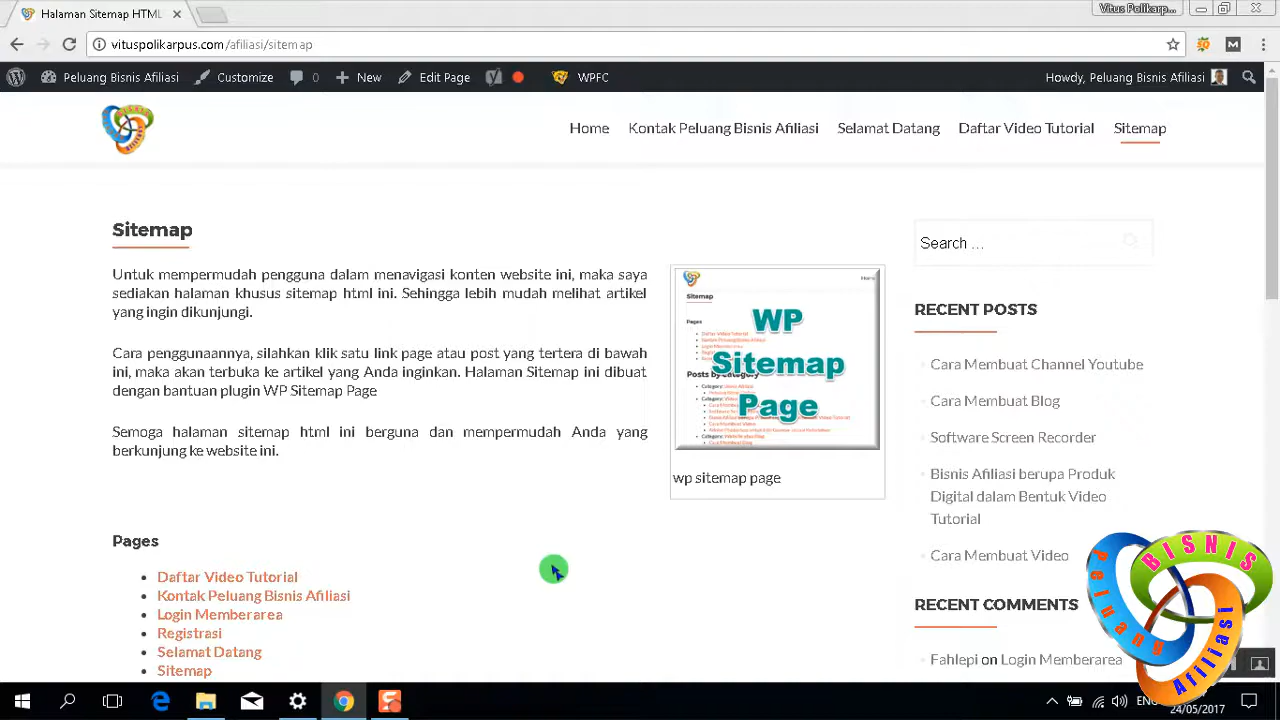 Halaman Sitemap HTML
Vitus Polikarp...
vituspolikarpus.com/afiliasi/sitemap
Peluang Bisnis Afiliasi
Customize
0
New
Edit Page
WPFC
Howdy, Peluang Bisnis Afiliasi
Home
Kontak Peluang Bisnis Afiliasi
Selamat Datang
Daftar Video Tutorial
Sitemap
Sitemap
Untuk mempermudah pengguna dalam menavigasi konten website ini, maka saya
sediakan halaman khusus sitemap html ini. Sehingga lebih mudah melihat artikel
yang ingin dikunjungi.
Cara penggunaannya, silahkan klik satu link page atau post yang tertera di bawah
ini, maka akan terbuka ke artikel yang Anda inginkan. Halaman Sitemap ini dibuat
dengan bantuan plugin WP Sitemap Page
Semoga halaman sitemap html ini berguna dan mempermudah Anda yang
berkunjung ke website ini.
Sitemap
Pages
WP
Sitemap
Page
wp sitemap page
Pages
Daftar Video Tutorial
Kontak Peluang Bisnis Afiliasi
Login Memberarea
Registrasi
Selamat Datang
Sitemap
Search ...
RECENT POSTS
Cara Membuat Channel Youtube
Cara Membuat Blog
Software Screen Recorder
Bisnis Afiliasi berupa Produk
Digital dalam Bentuk Video
Tutorial
Cara Membuat Video
RECENT COMMENTS
Fahlepi on Login Memberarea
Peluang
BISNIS
Afiliasi
24/05/2017